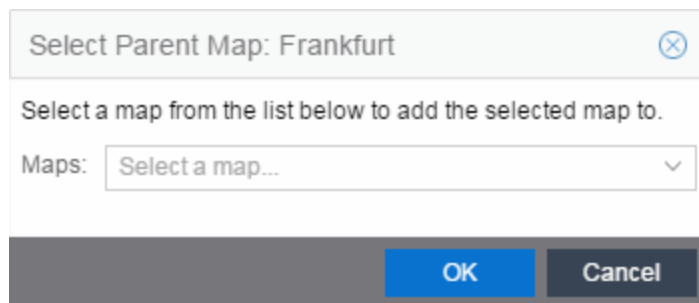 Select Parent Map: Frankfurt
Select a map from the list below to add the selected map to.
Maps: Select a map...
OK Cancel